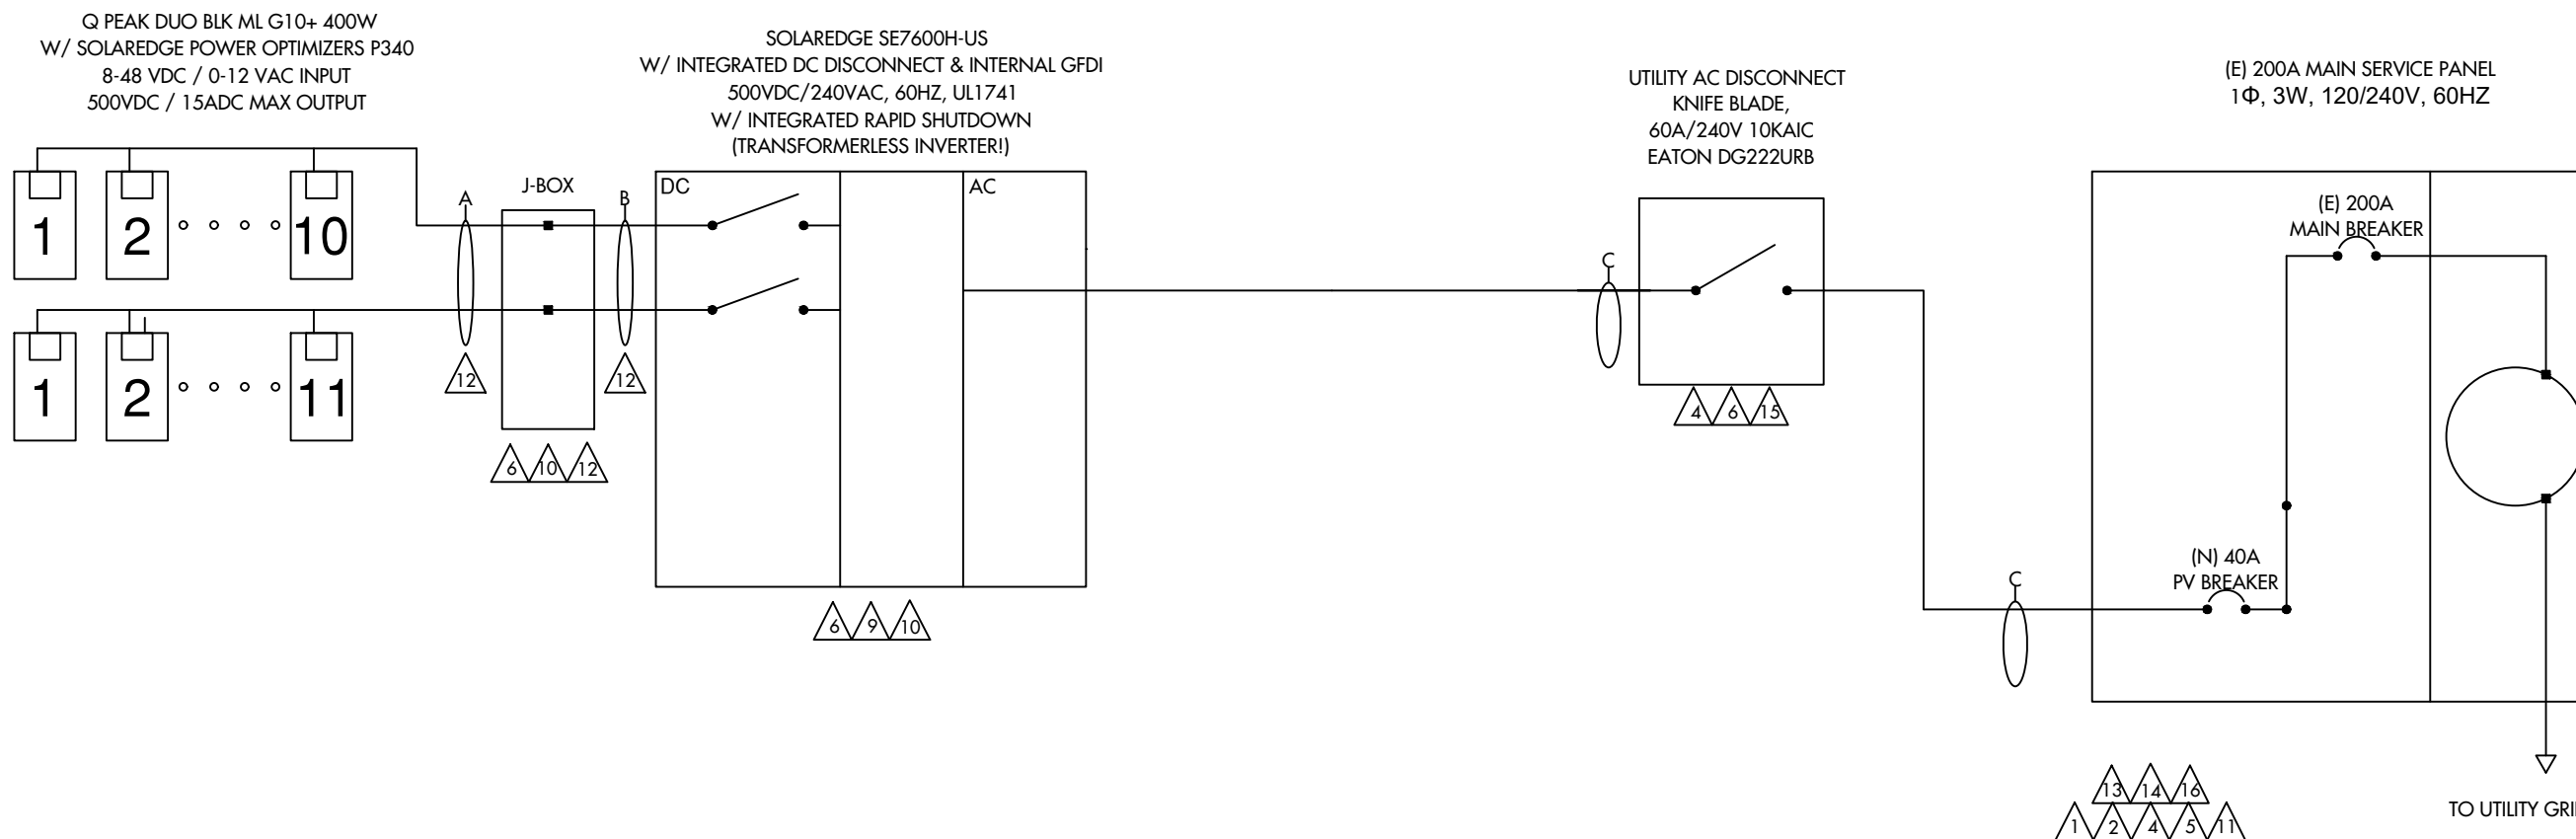 Q PEAK DUO BLK ML G10+ 400W
W/ SOLAREDGE POWER OPTIMIZERS P340
8-48 VDC / 0-12 VAC INPUT
500VDC / 15ADC MAX OUTPUT
SOLAREDGE SE7600H-US
W/ INTEGRATED DC DISCONNECT & INTERNAL GFDI
500VDC/240VAC, 60HZ, UL1741
W/ INTEGRATED RAPID SHUTDOWN
(TRANSFORMERLESS INVERTER!)
UTILITY AC DISCONNECT
KNIFE BLADE,
60A/240V 10KAIC
EATON DG222URB
(E) 200A MAIN SERVICE PANEL
1Φ, 3W, 120/240V, 60HZ
1 2 10
1 2 11
A
J-BOX
B
12
12
6 10 12
DC
AC
6 9 10
C
4 6 15
C
(E) 200A
MAIN BREAKER
(N) 40A
PV BREAKER
13 14 16
1 2 4 5 11
TO UTILITY